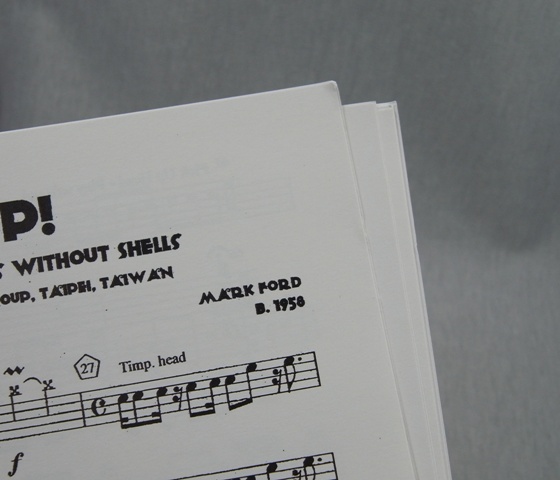 P!
S WITHOUT SHELLS
OUP, TAIPEI, TAIWAN
MARK FORD
B. 1958
27 Timp. head
f